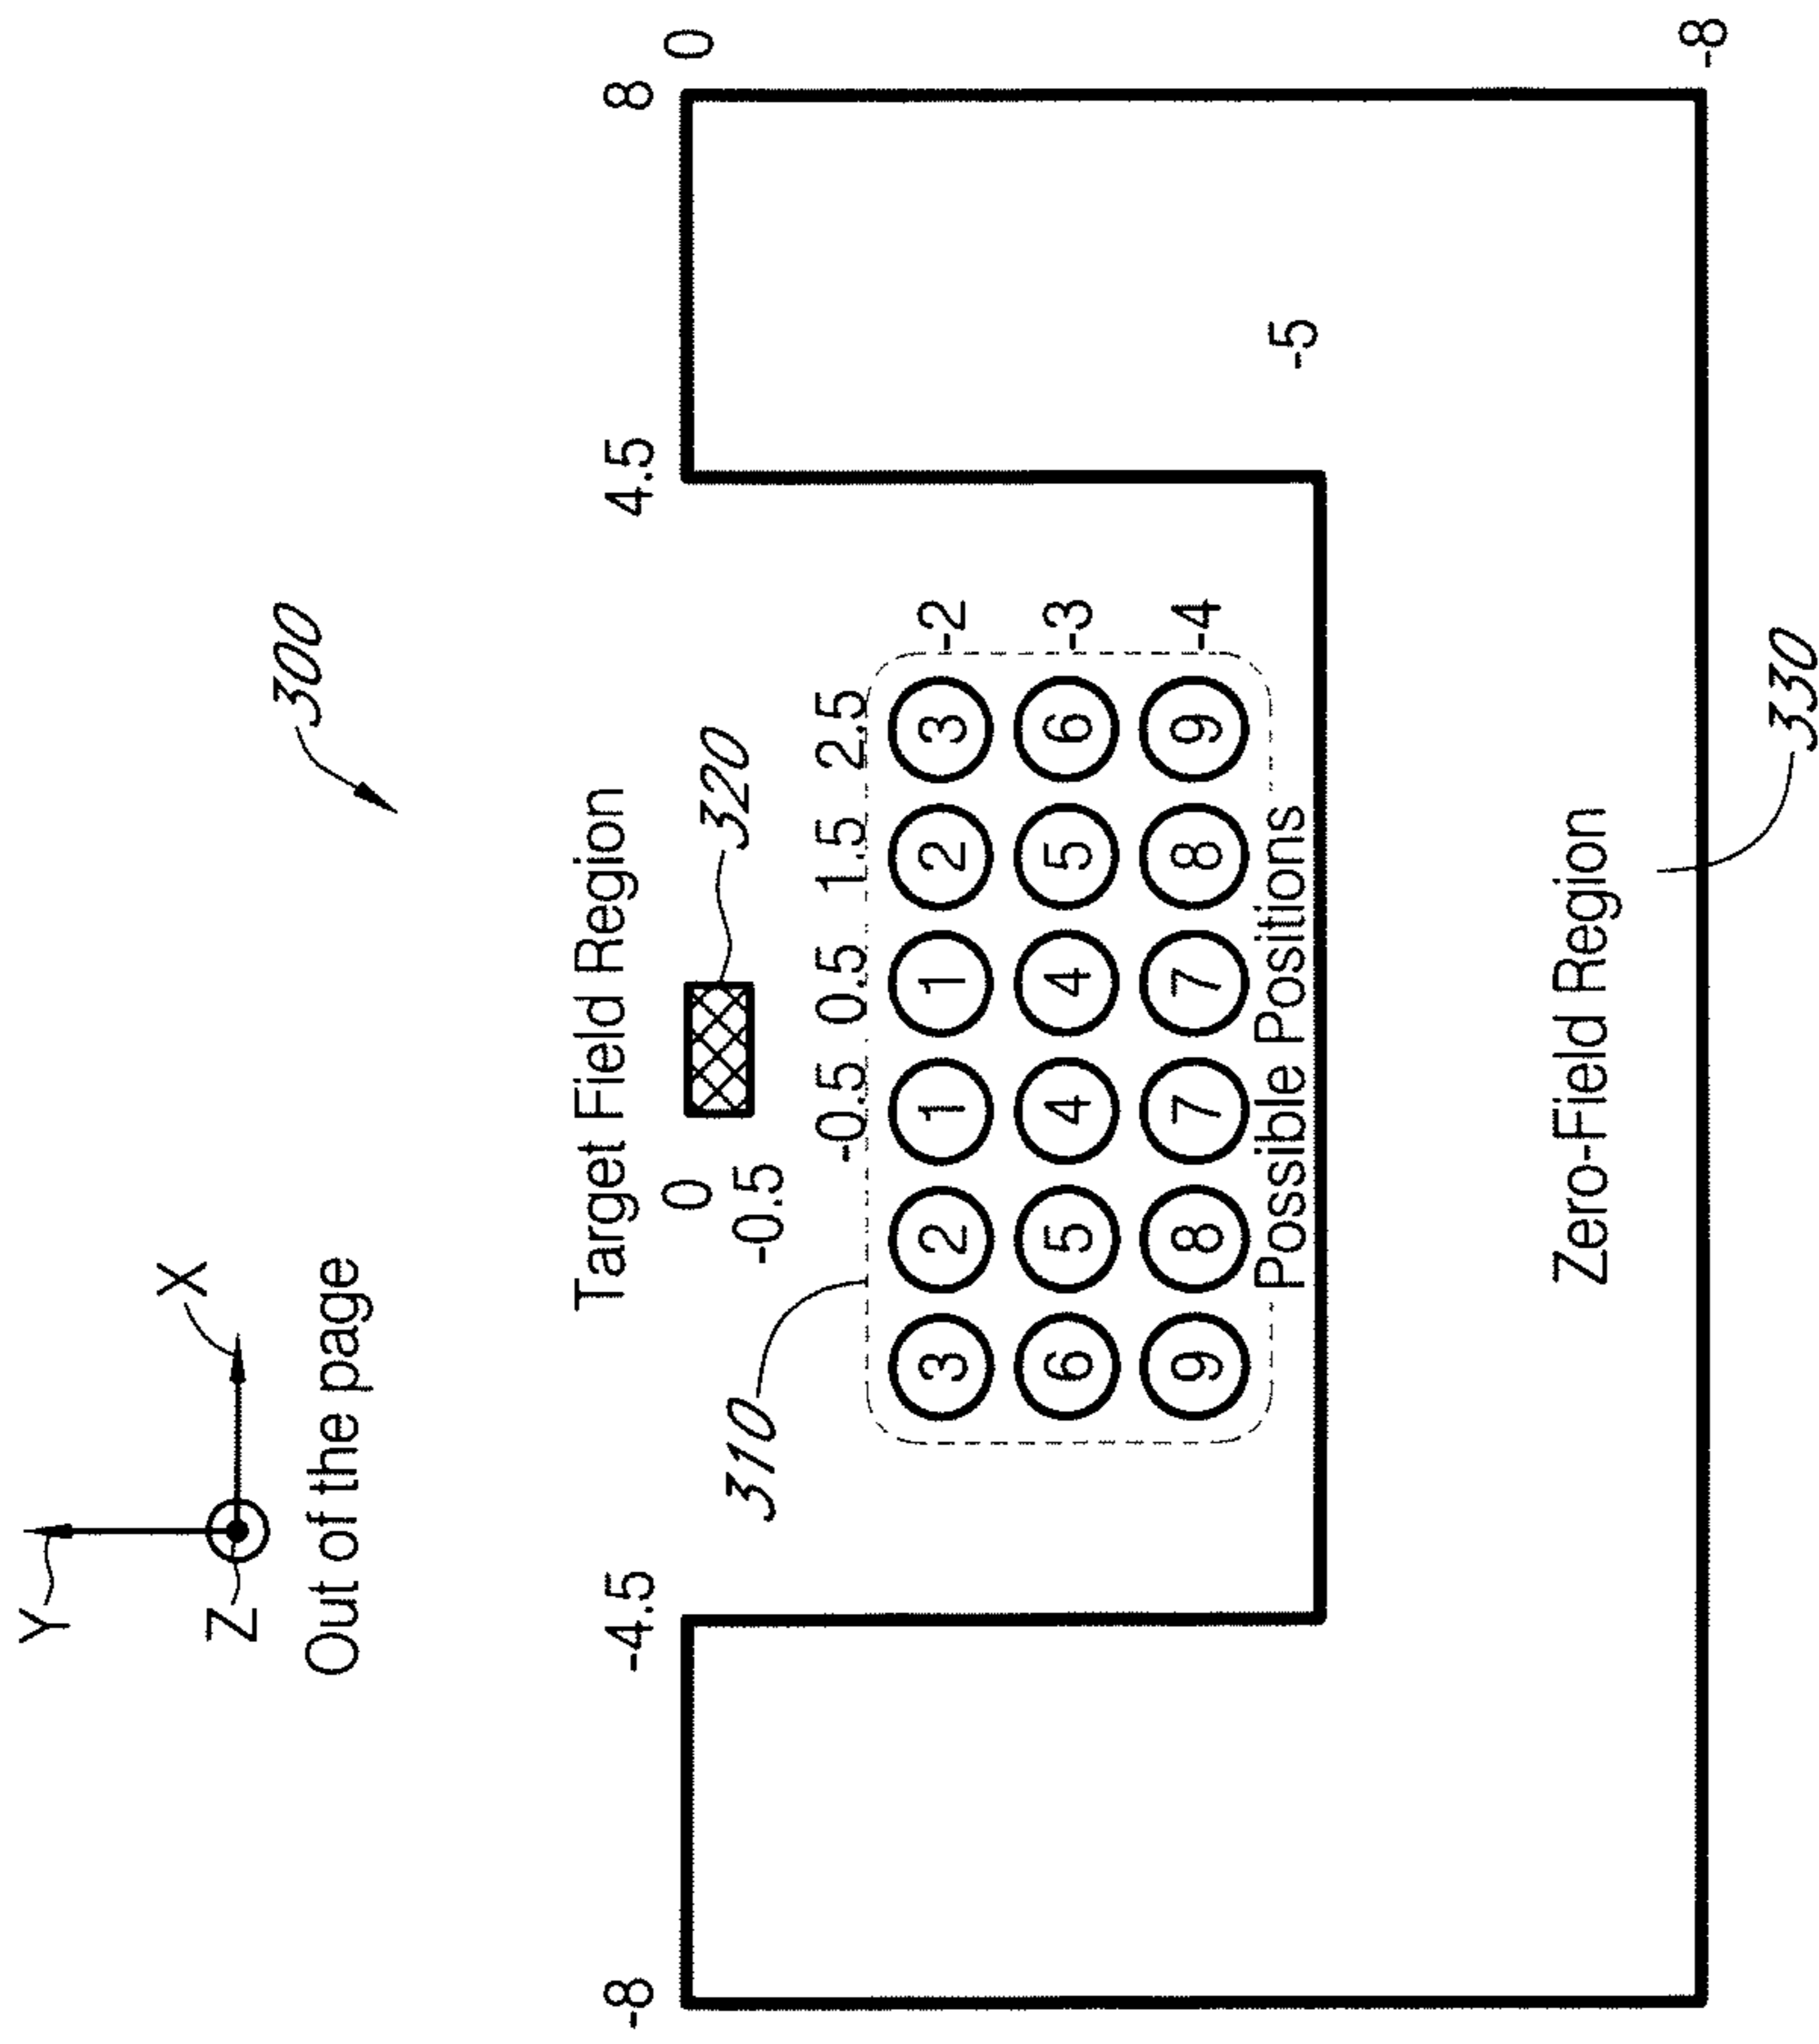 Y
X
Z
Out of the page
300
Target Field Region
-8
-4.5
4.5
8
0
0
-0.5
320
310
-0.5 0.5 1.5 2.5
3 2 1 1 2 3 -2
6 5 4 4 5 6 -3
9 8 7 7 8 9 -4
Possible Positions
-5
Zero-Field Region
-8
330